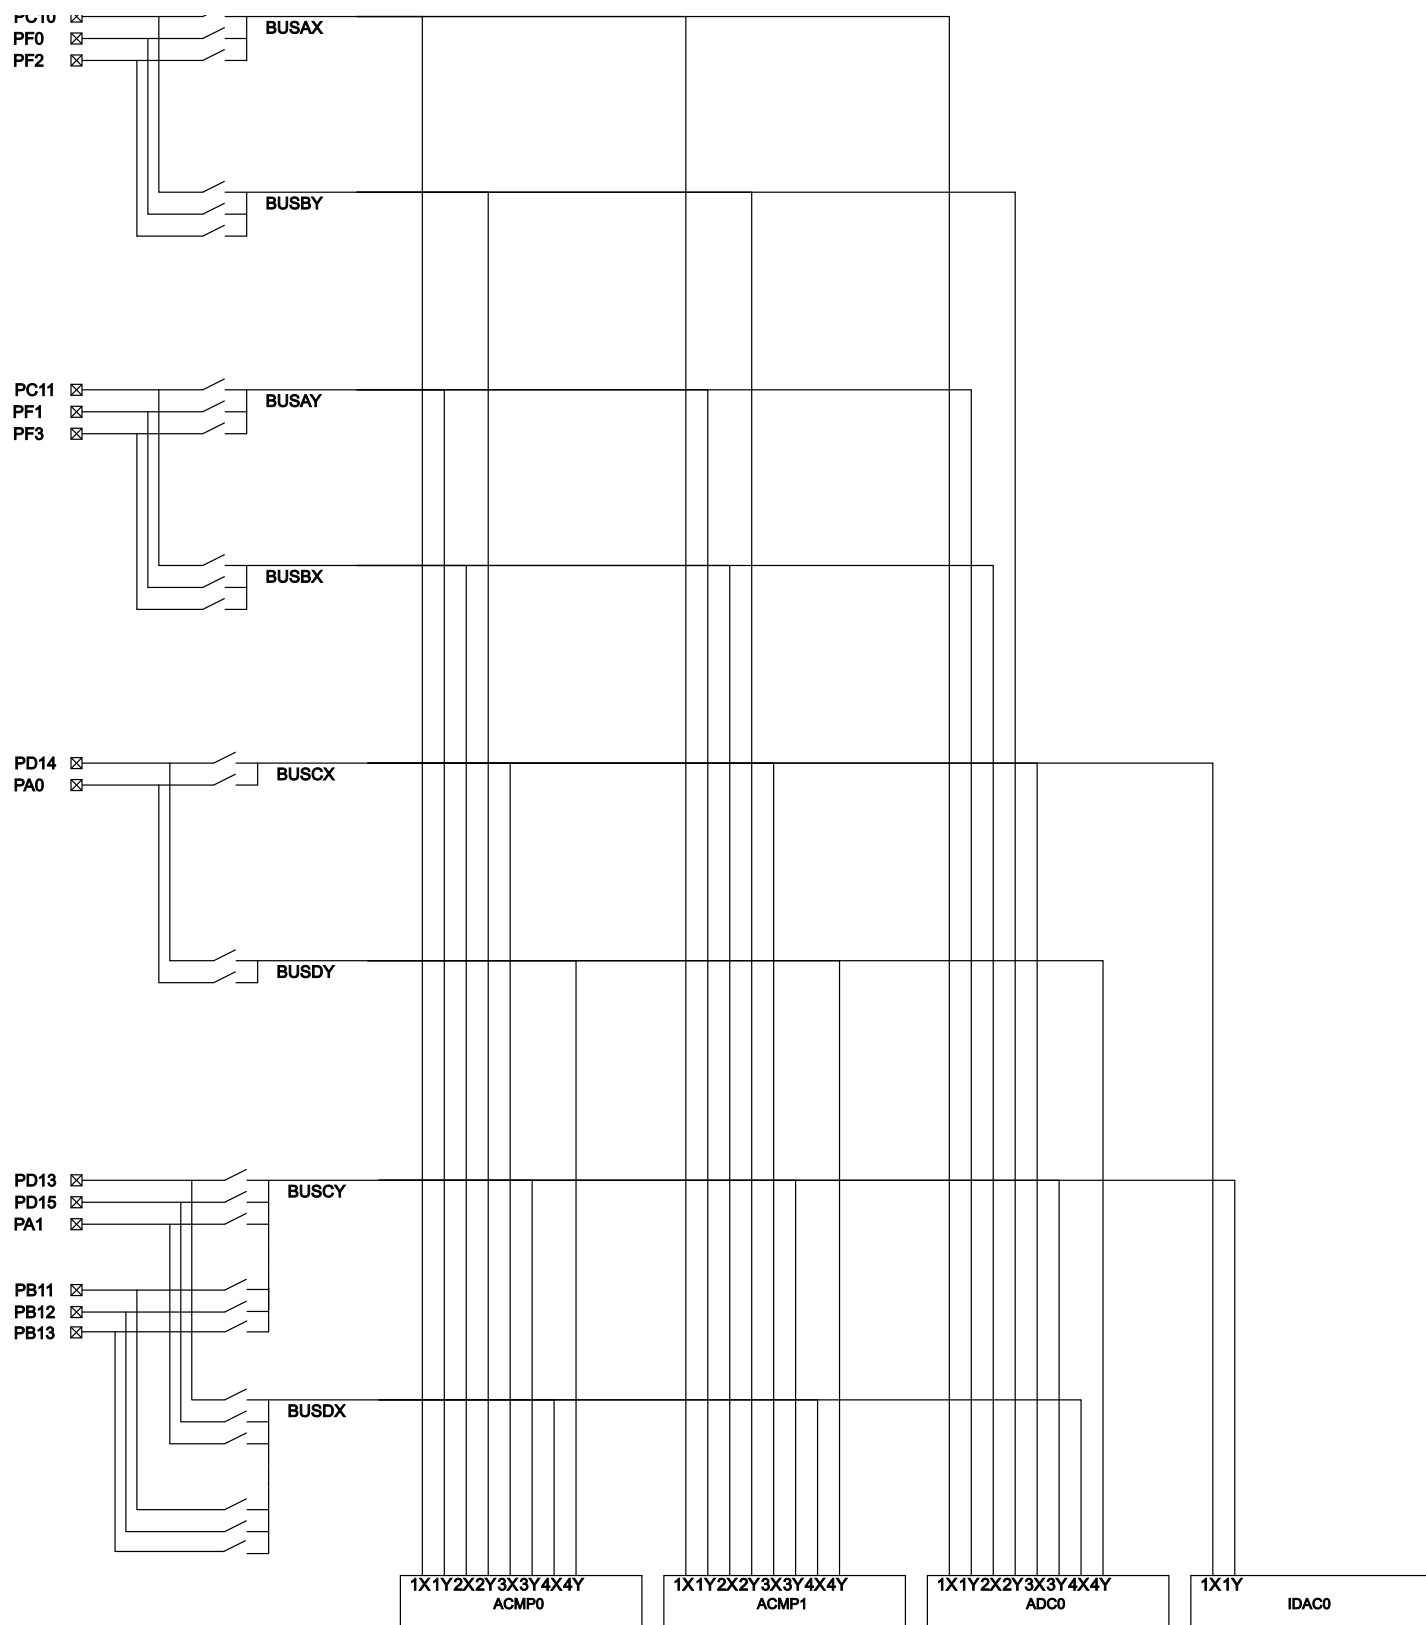 PC10
BUSAX
PF0
PF2
BUSBY
PC11
BUSAY
PF1
PF3
BUSBX
PD14
BUSCX
PA0
BUSDY
PD13
BUSCY
PD15
PA1
PB11
PB12
PB13
BUSDX
1X1Y2X2Y3X3Y4X4Y
ACMP0
1X1Y2X2Y3X3Y4X4Y
ACMP1
1X1Y2X2Y3X3Y4X4Y
ADC0
1X1Y
IDAC0